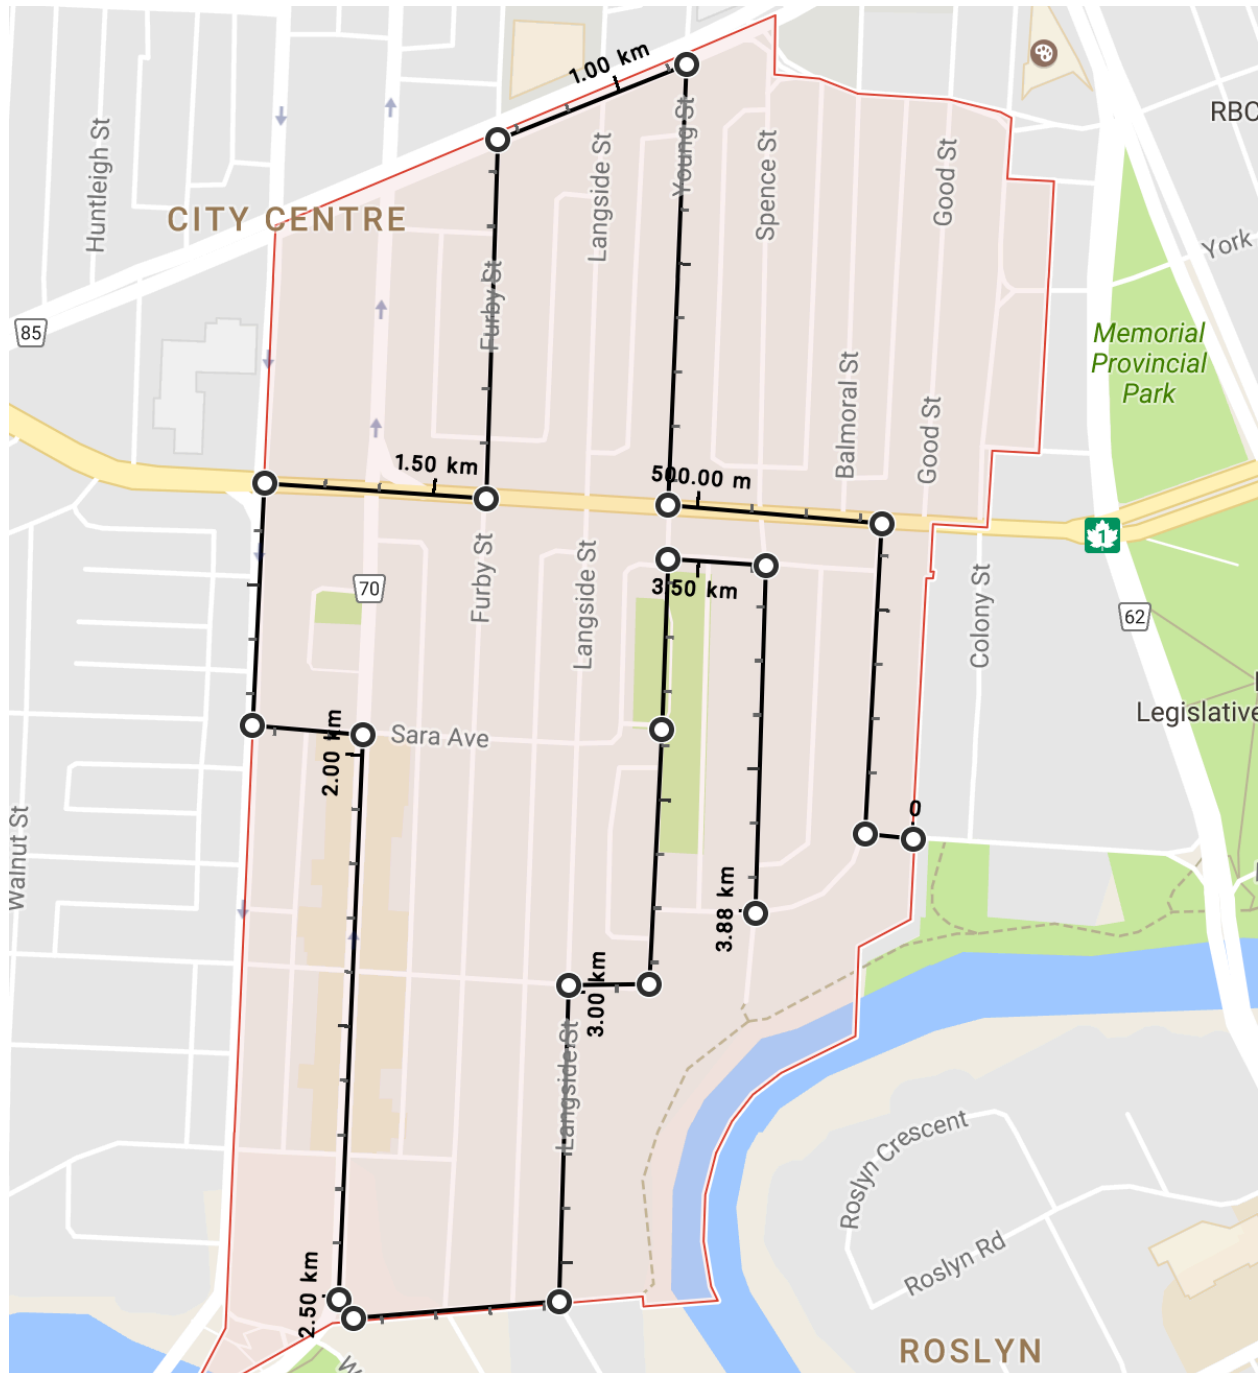 1.00 km
RBC
Huntleigh St
Langside St
Young St
Spence St
Good St
CITY CENTRE
York
Furby St
85
Memorial
Provincial
Park
Balmoral St
Good St
1.50 km
500.00 m
1
Furby St
Langside St
3.50 km
70
Colony St
62
Legislative
Sara Ave
2.00 km
0
Walnut St
3.88 km
3.00 km
Langside St
Roslyn Crescent
Roslyn Rd
2.50 km
ROSLYN
W